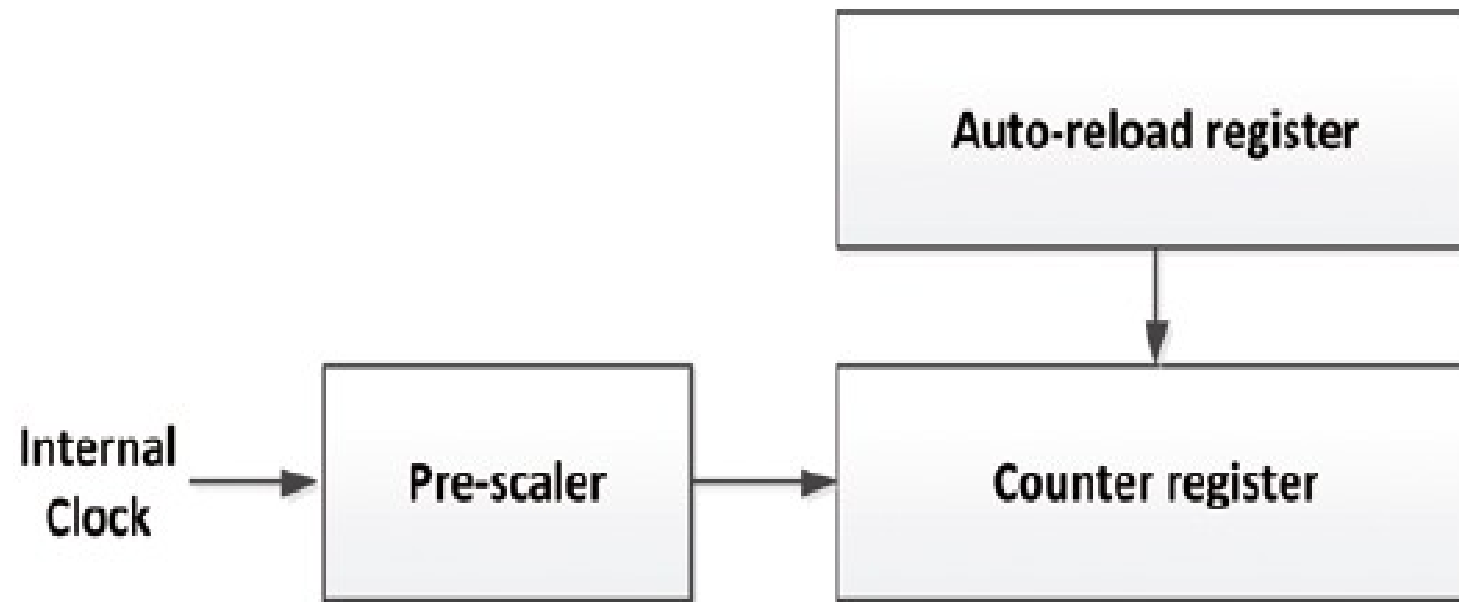 Auto-reload register
Internal
Clock
Pre-scaler
Counter register